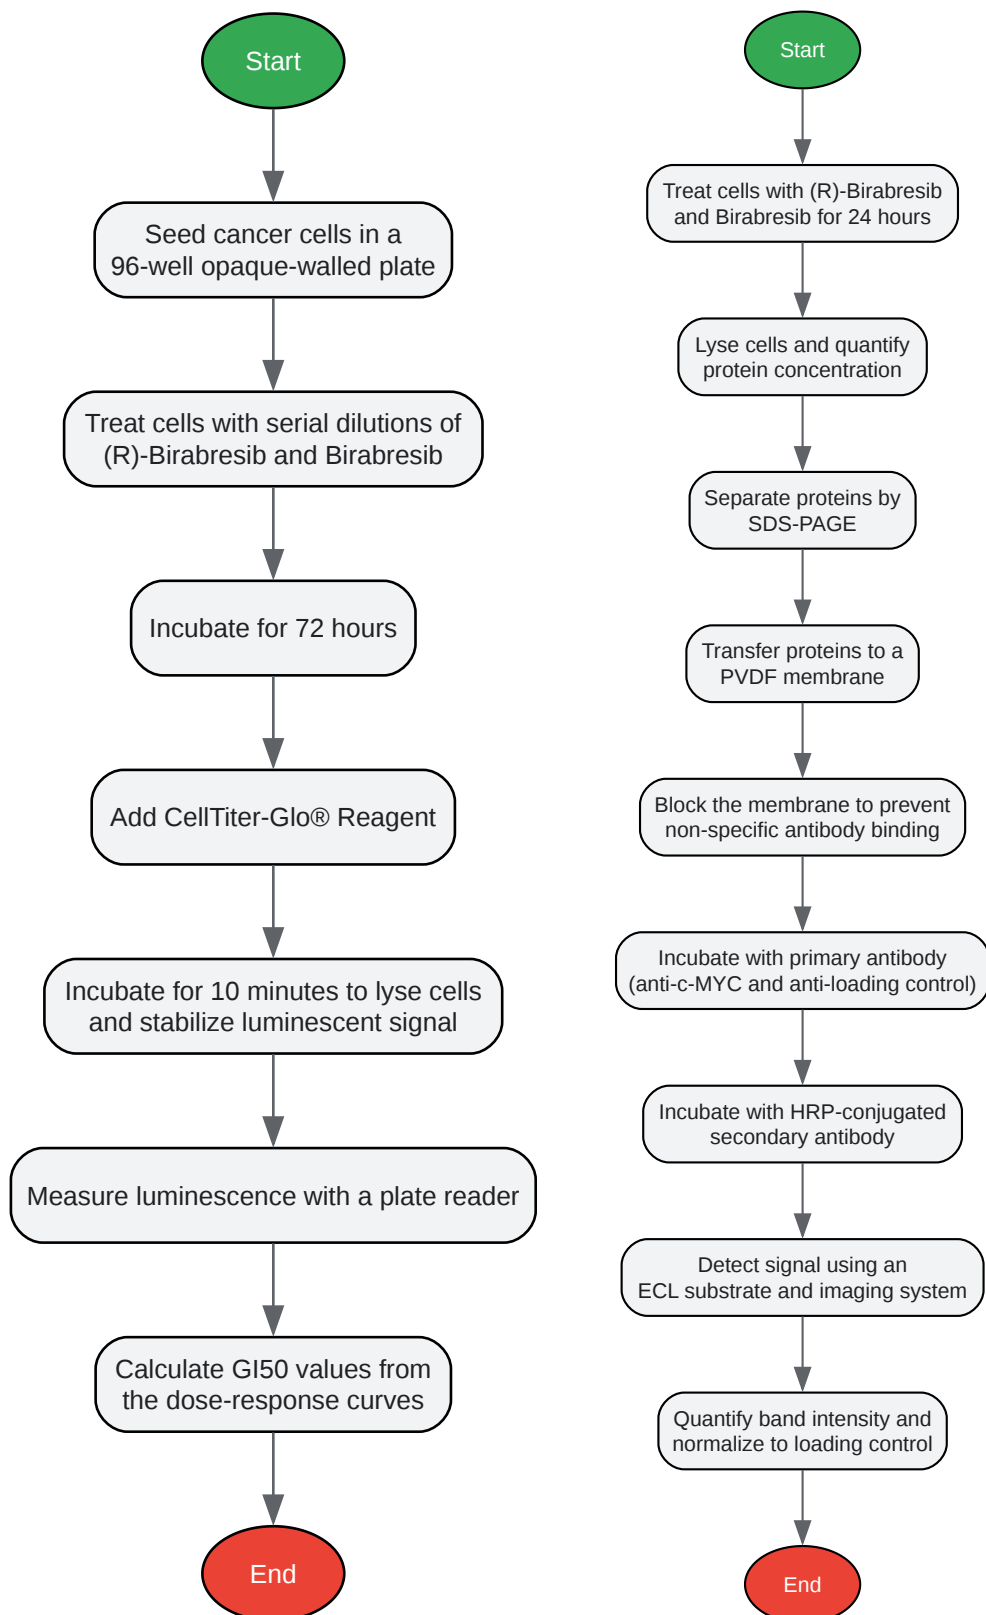 Start
Seed cancer cells in a
96-well opaque-walled plate
Treat cells with serial dilutions of
(R)-Birabresib and Birabresib
Incubate for 72 hours
Add CellTiter-Glo® Reagent
Incubate for 10 minutes to lyse cells
and stabilize luminescent signal
Measure luminescence with a plate reader
Calculate GI50 values from
the dose-response curves
End
Start
Treat cells with (R)-Birabresib
and Birabresib for 24 hours
Lyse cells and quantify
protein concentration
Separate proteins by
SDS-PAGE
Transfer proteins to a
PVDF membrane
Block the membrane to prevent
non-specific antibody binding
Incubate with primary antibody
(anti-c-MYC and anti-loading control)
Incubate with HRP-conjugated
secondary antibody
Detect signal using an
ECL substrate and imaging system
Quantify band intensity and
normalize to loading control
End